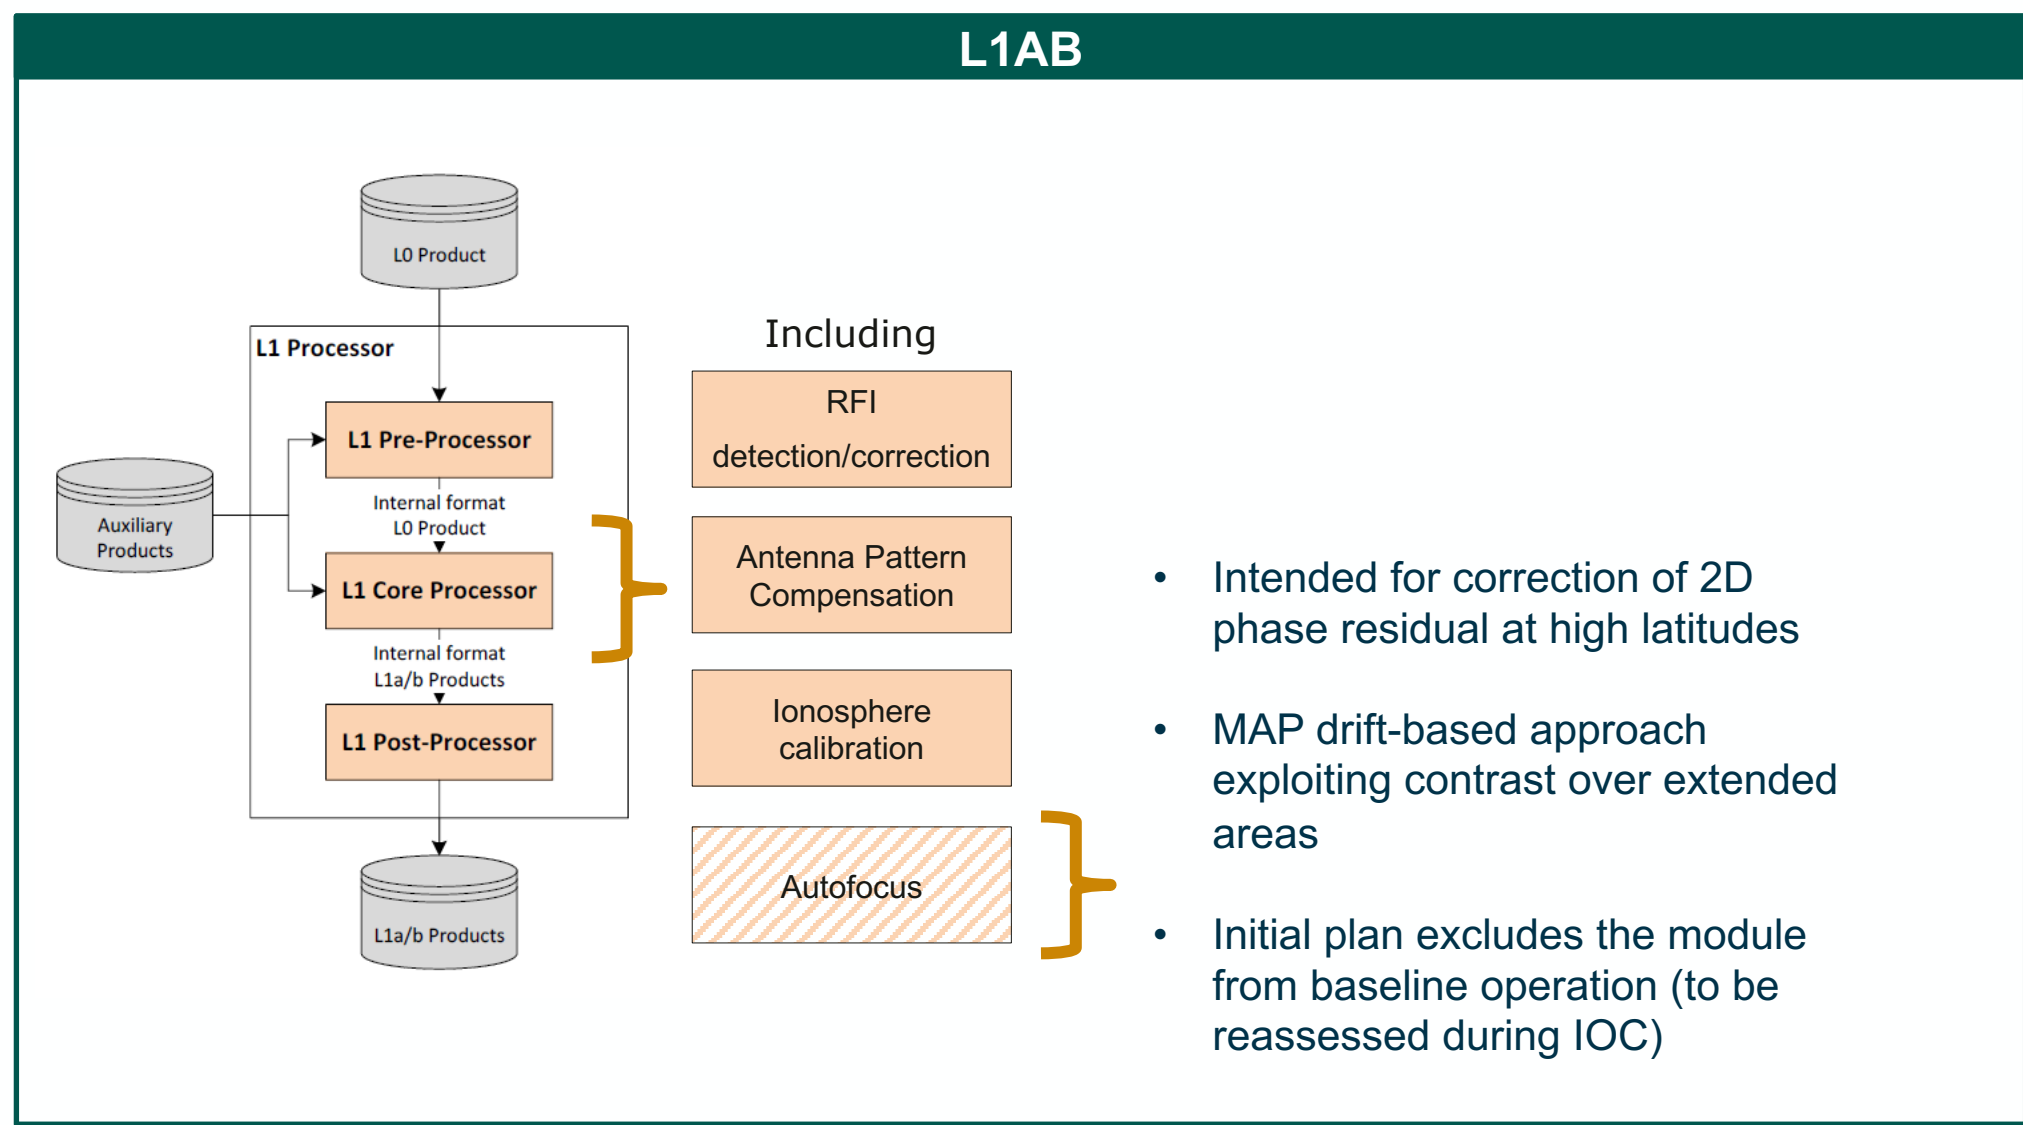 L1AB
L0 Product
L1 Processor
L1 Pre-Processor
Internal format
L0 Product
Auxiliary
Products
L1 Core Processor
Internal format
L1a/b Products
L1 Post-Processor
L1a/b Products
Including
RFI
detection/correction
Antenna Pattern
Compensation
Ionosphere
calibration
Autofocus
• Intended for correction of 2D
phase residual at high latitudes
• MAP drift-based approach
exploiting contrast over extended
areas
• Initial plan excludes the module
from baseline operation (to be
reassessed during IOC)